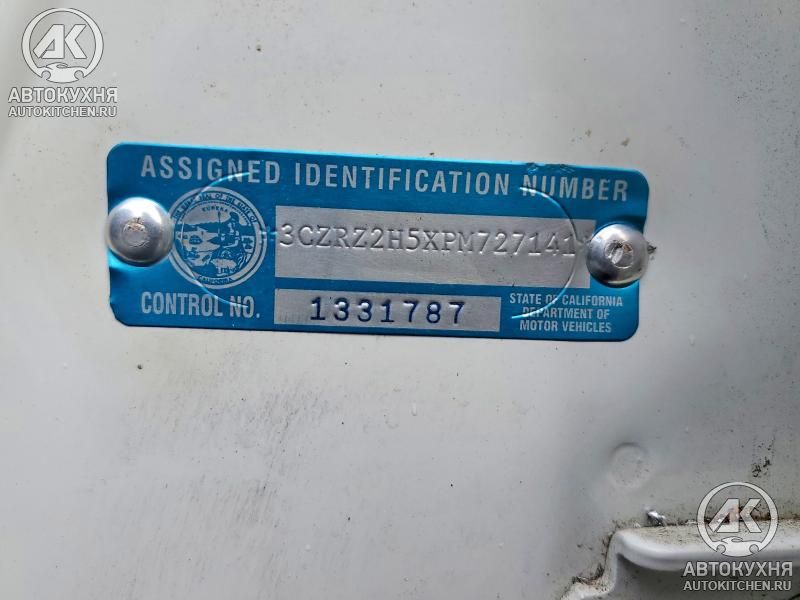 АВТОКУХНЯ
AUTOKITCHEN.RU
ASSIGNED IDENTIFICATION NUMBER
EUREKA
3CZRZ2H5XPM727141
CONTROL NO. 1331787
STATE OF CALIFORNIA
DEPARTMENT OF
MOTOR VEHICLES
АВТОКУХНЯ
AUTOKITCHEN.RU